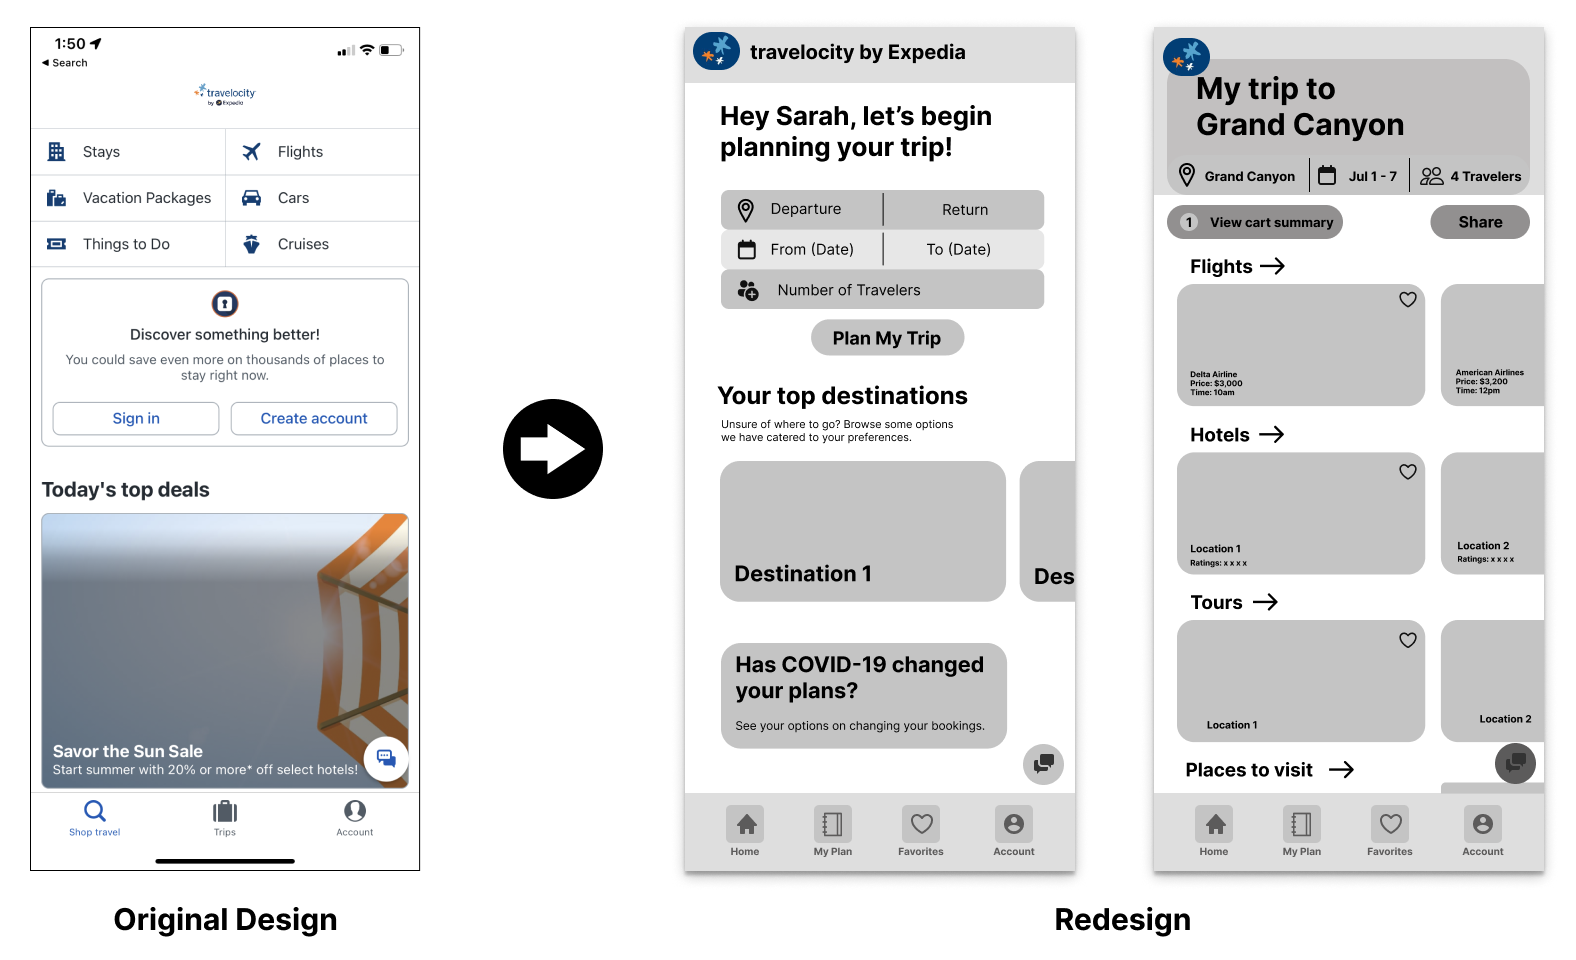 1:50
◀ Search
travelocity
by Expedia
Stays
Flights
Vacation Packages
Cars
Things to Do
Cruises
Discover something better!
You could save even more on thousands of places to
stay right now.
Sign in
Create account
Today's top deals
Savor the Sun Sale
Start summer with 20% or more* off select hotels!
Shop travel
Trips
Account
Original Design
travelocity by Expedia
Hey Sarah, let’s begin
planning your trip!
Departure
Return
From (Date)
To (Date)
Number of Travelers
Plan My Trip
Your top destinations
Unsure of where to go? Browse some options
we have catered to your preferences.
Destination 1
Des
Has COVID-19 changed
your plans?
See your options on changing your bookings.
Home
My Plan
Favorites
Account
My trip to
Grand Canyon
Grand Canyon
Jul 1 - 7
4 Travelers
1 View cart summary
Share
Flights
Delta Airline
Price: $3,000
Time: 10am
American Airlines
Price: $3,200
Time: 12pm
Hotels
Location 1
Ratings: x x x x
Location 2
Ratings: x x x x
Tours
Location 1
Location 2
Places to visit
Home
My Plan
Favorites
Account
Redesign